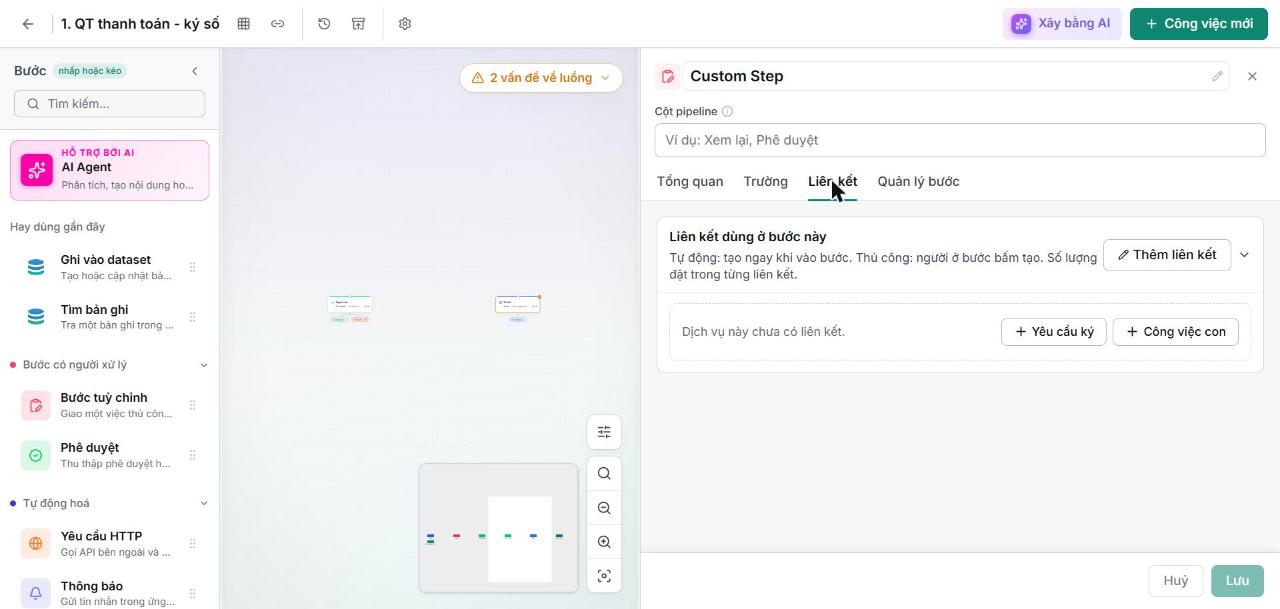 1. QT thanh toán - ký số
Xây bằng AI
Công việc mới
Bước
nhấp hoặc kéo
Tìm kiếm...
HỖ TRỢ BỞI AI
AI Agent
Phân tích, tạo nội dung ho...
Hay dùng gần đây
Ghi vào dataset
Tạo hoặc cập nhật bả...
Tìm bản ghi
Tra một bản ghi trong ...
Bước có người xử lý
Bước tuỳ chỉnh
Giao một việc thủ côn...
Phê duyệt
Thu thập phê duyệt h...
Tự động hoá
Yêu cầu HTTP
Gọi API bên ngoài và ...
Thông báo
Gửi tin nhắn trong ứng...
2 vấn đề về luồng
Custom Step
Cột pipeline
Ví dụ: Xem lại, Phê duyệt
Tổng quan
Trường
Liên kết
Quản lý bước
Liên kết dùng ở bước này
Tự động: tạo ngay khi vào bước. Thủ công: người ở bước bấm tạo. Số lượng
đặt trong từng liên kết.
Thêm liên kết
Dịch vụ này chưa có liên kết.
Yêu cầu ký
Công việc con
Huỷ
Lưu